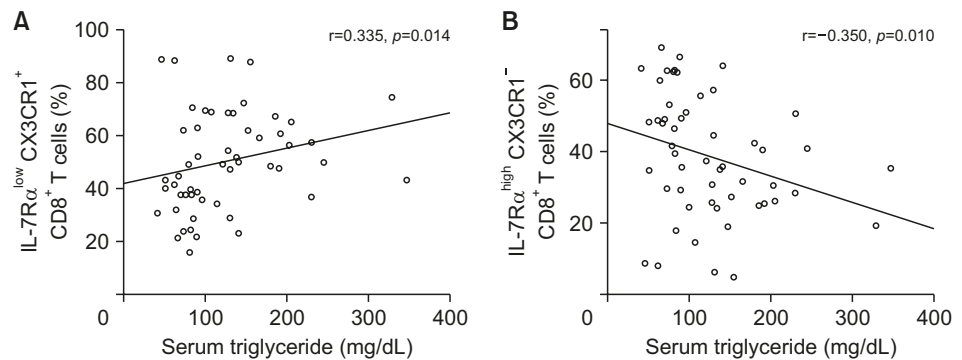 A
r=0.335, p=0.014
IL-7Rα^low CX3CR1⁺
CD8⁺ T cells (%)
100
80
60
40
20
0
100
200
300
400
Serum triglyceride (mg/dL)
B
r=−0.350, p=0.010
IL-7Rα^high CX3CR1⁻
CD8⁺ T cells (%)
60
40
20
0
100
200
300
400
Serum triglyceride (mg/dL)